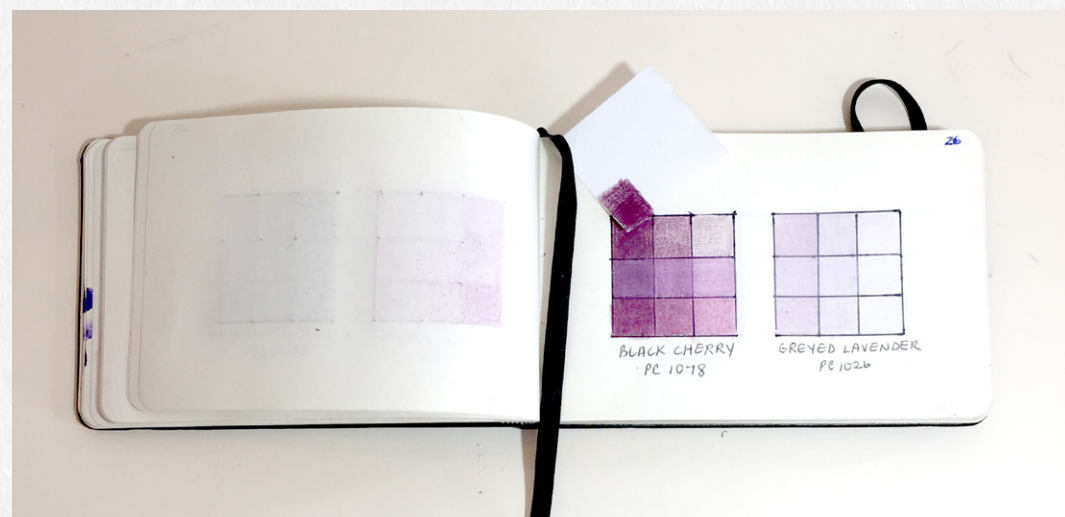 26
BLACK CHERRY
PC 1078
GREYED LAVENDER
PC 1026